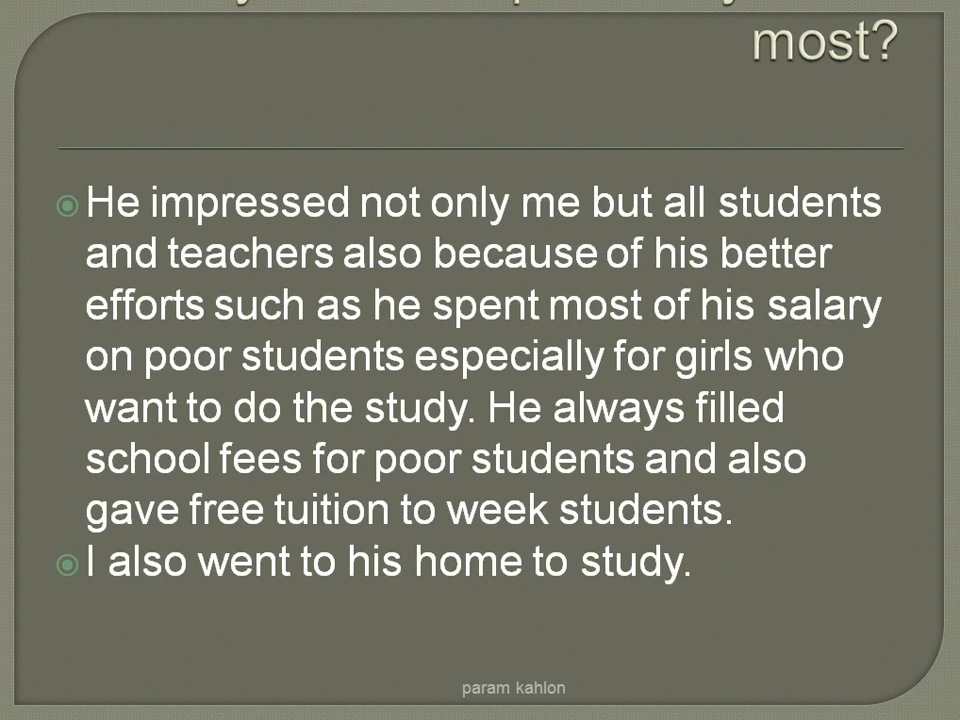 most?
He impressed not only me but all students
and teachers also because of his better
efforts such as he spent most of his salary
on poor students especially for girls who
want to do the study. He always filled
school fees for poor students and also
gave free tuition to week students.
I also went to his home to study.
param kahlon